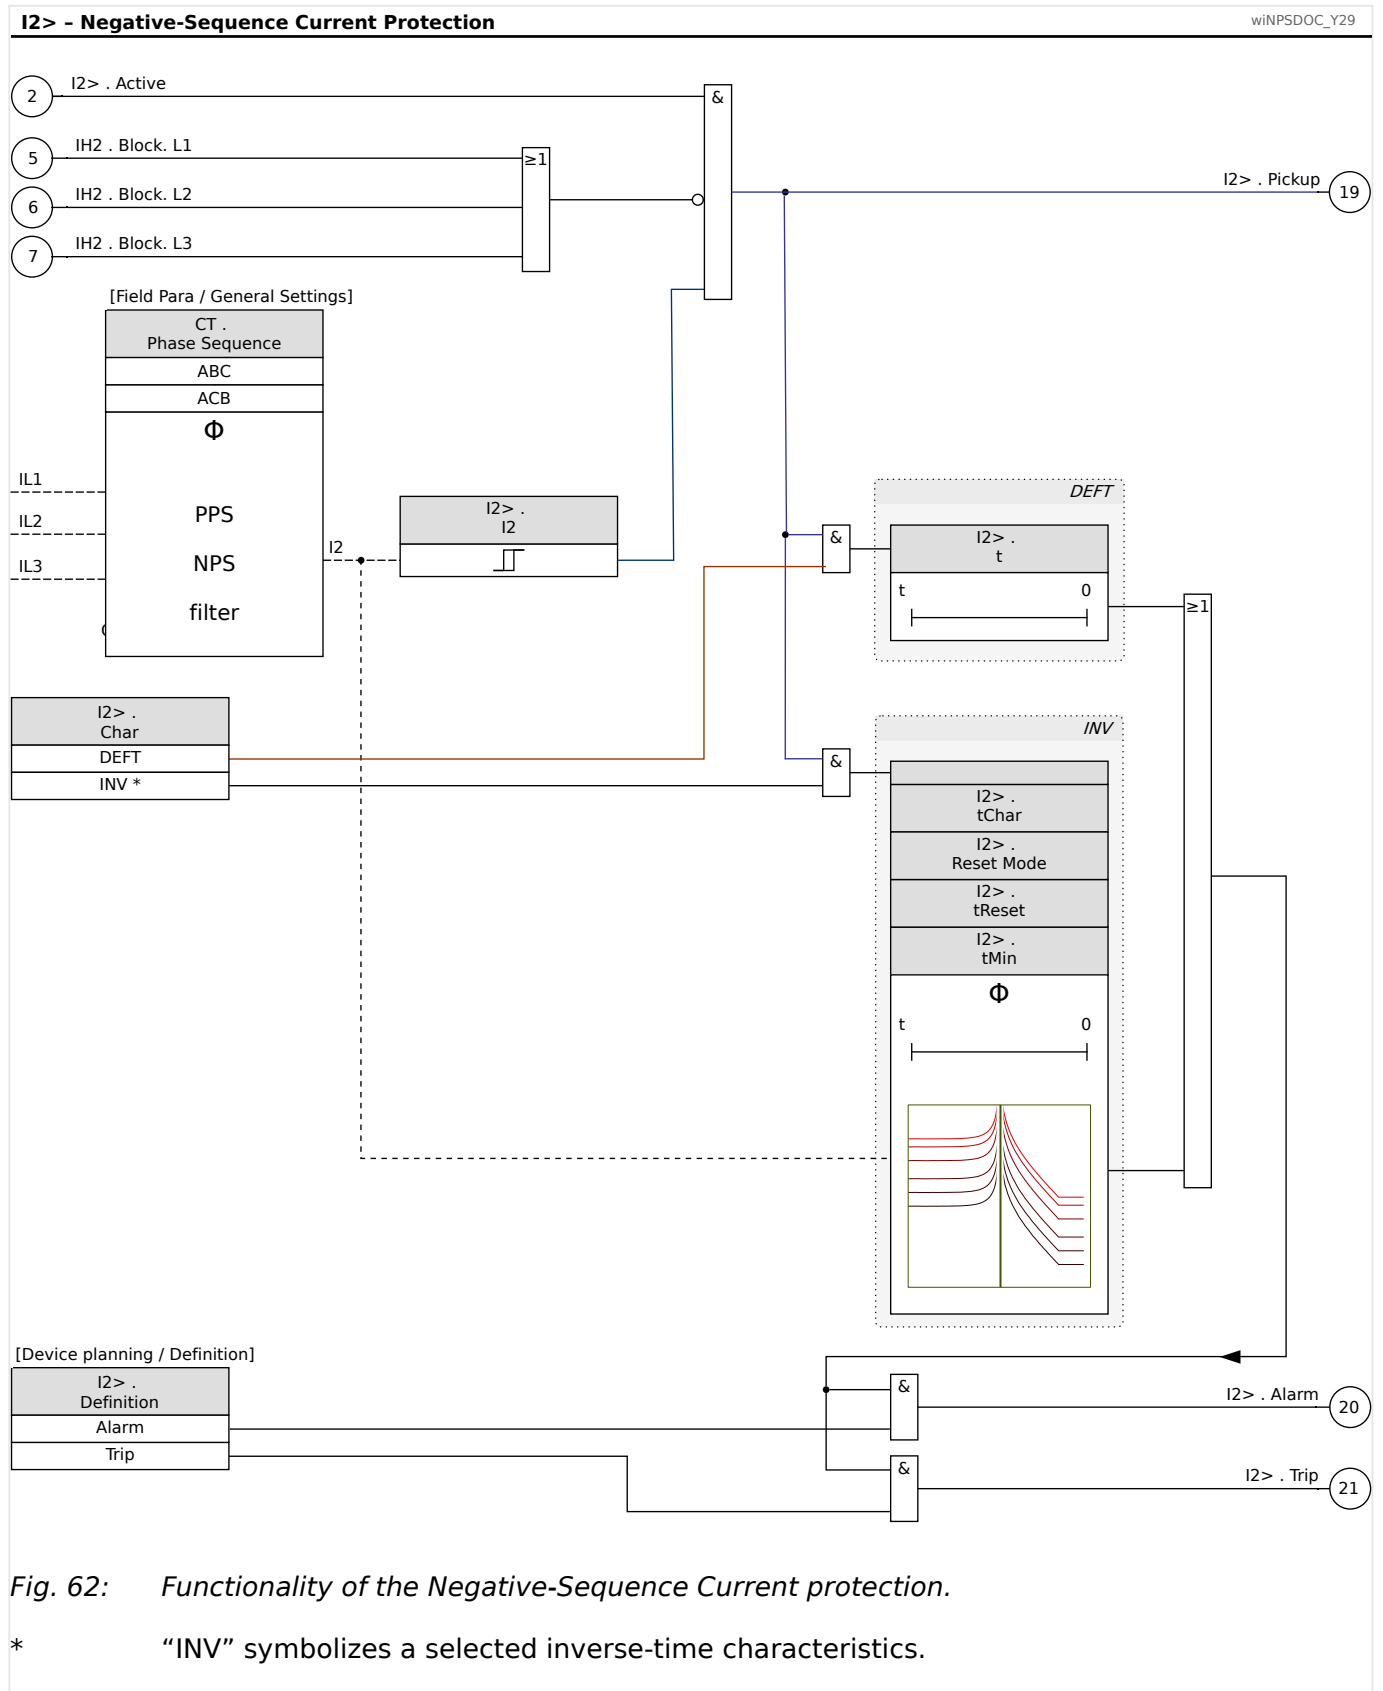 I2> – Negative-Sequence Current Protection
wiNPSDOC_Y29
2
I2> . Active
&
5
IH2 . Block. L1
≥1
6
IH2 . Block. L2
7
IH2 . Block. L3
I2> . Pickup
19
[Field Para / General Settings]
CT .
Phase Sequence
ABC
ACB
Φ
IL1
IL2
IL3
PPS
NPS
filter
I2
I2> .
I2
DEFT
&
I2> .
t
t
0
≥1
I2> .
Char
DEFT
INV *
INV
&
I2> .
tChar
I2> .
Reset Mode
I2> .
tReset
I2> .
tMin
Φ
t
0
[Device planning / Definition]
I2> .
Definition
Alarm
Trip
&
I2> . Alarm
20
&
I2> . Trip
21
Fig. 62: Functionality of the Negative-Sequence Current protection.
* “INV” symbolizes a selected inverse-time characteristics.